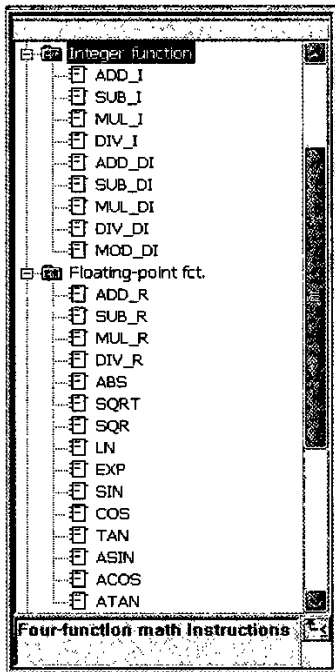 Integer function
ADD_I
SUB_I
MUL_I
DIV_I
ADD_DI
SUB_DI
MUL_DI
DIV_DI
MOD_DI
Floating-point fct.
ADD_R
SUB_R
MUL_R
DIV_R
ABS
SQRT
SQR
LN
EXP
SIN
COS
TAN
ASIN
ACOS
ATAN
Four-function math Instructions